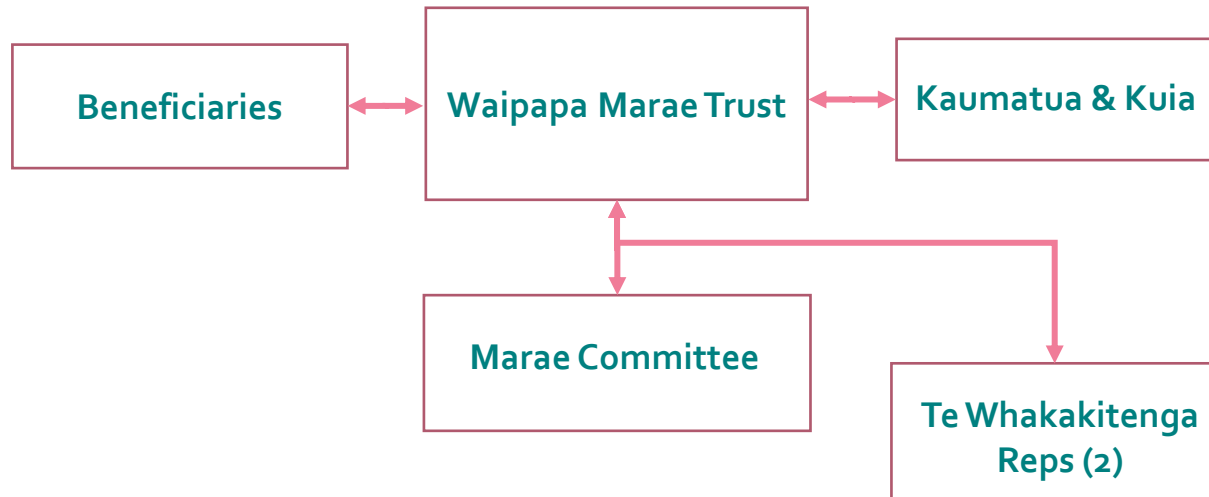 Beneficiaries
Waipapa Marae Trust
Kaumatua & Kuia
Marae Committee
Te Whakakitenga
Reps (2)